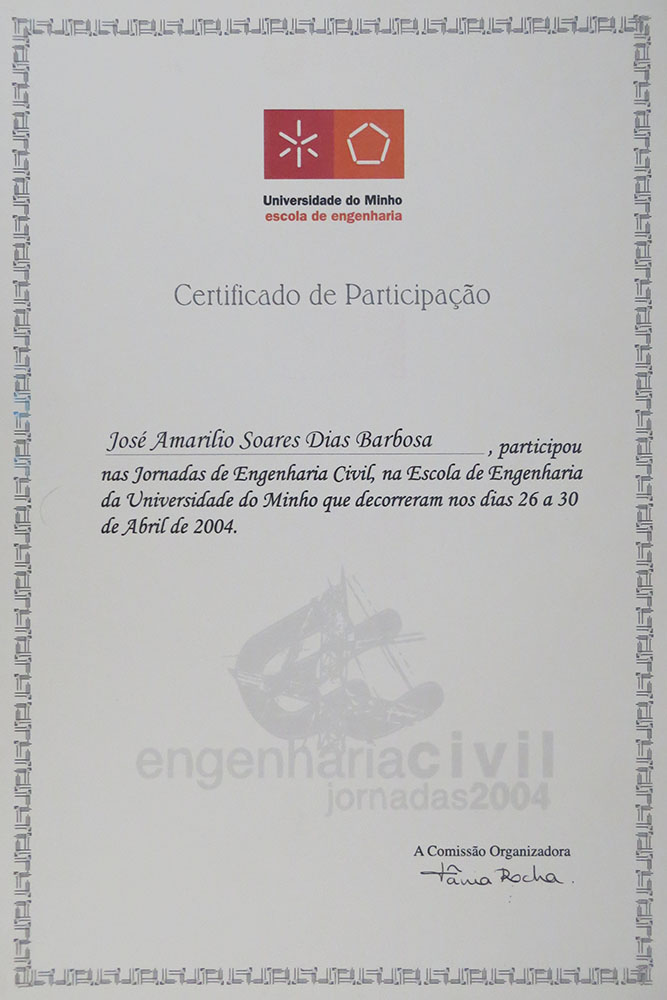 Universidade do Minho
escola de engenharia
Certificado de Participação
José Amarilio Soares Dias Barbosa , participou
nas Jornadas de Engenharia Civil, na Escola de Engenharia
da Universidade do Minho que decorreram nos dias 26 a 30
de Abril de 2004.
engenhariacivil
jornadas2004
A Comissão Organizadora
Tânia Rocha.